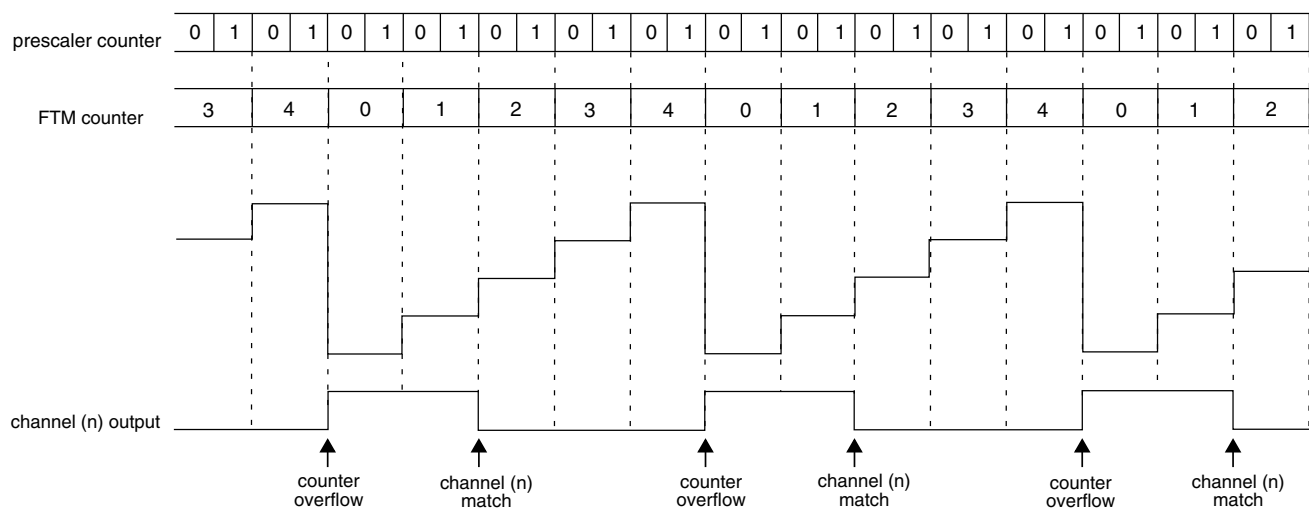 prescaler counter 0 1 0 1 0 1 0 1 0 1 0 1 0 1 0 1 0 1 0 1 0 1 0 1 0 1 0 1 0 1
FTM counter 3 4 0 1 2 3 4 0 1 2 3 4 0 1 2
channel (n) output
counter overflow
channel (n) match
counter overflow
channel (n) match
counter overflow
channel (n) match